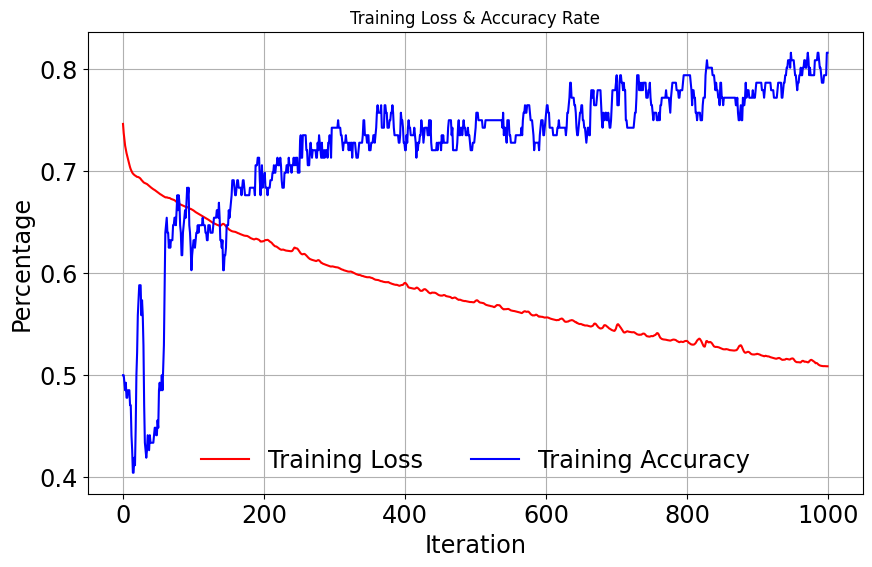 Training Loss & Accuracy Rate
Percentage
0.8
0.7
0.6
0.5
0.4
Training Loss
Training Accuracy
0 200 400 600 800 1000
Iteration